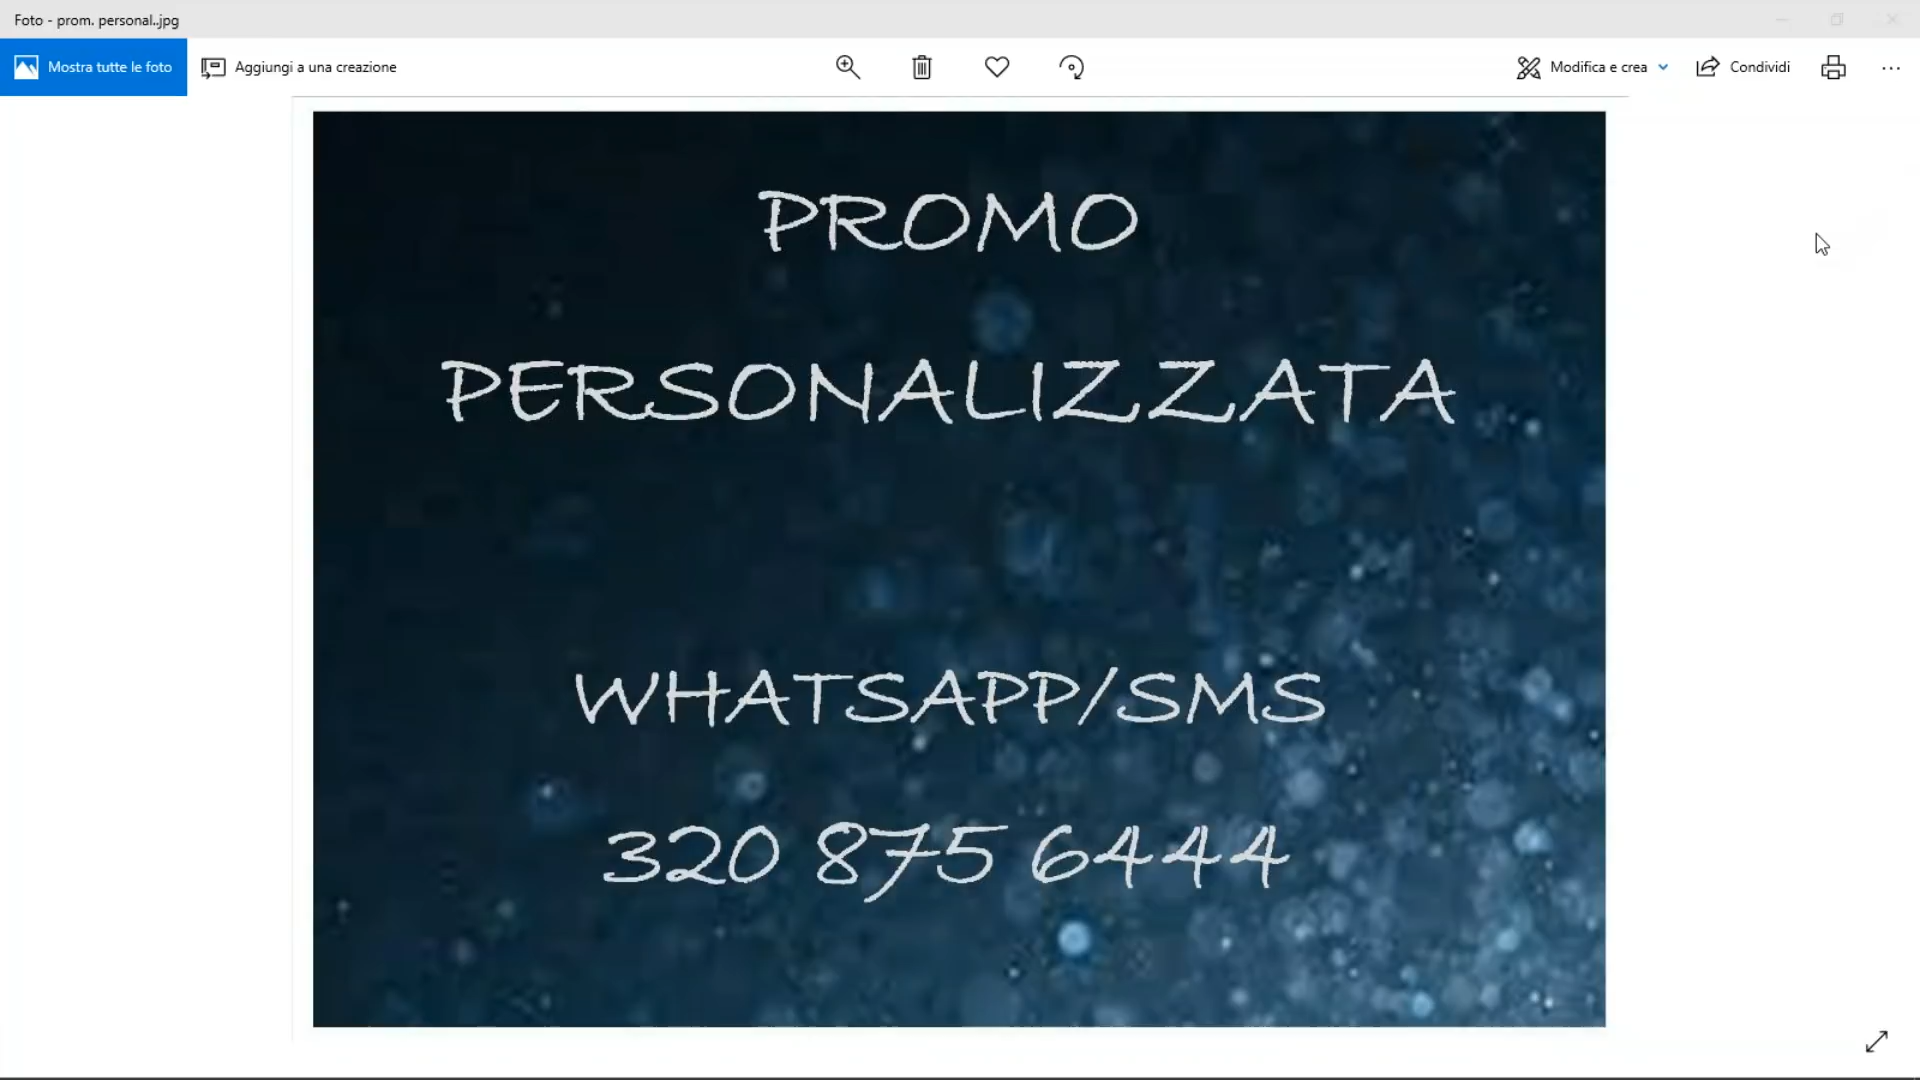 Foto - prom. personal..jpg
Mostra tutte le foto
Aggiungi a una creazione
Modifica e crea
Condividi
PROMO
PERSONALIZZATA
WHATSAPP/SMS
320 875 6444